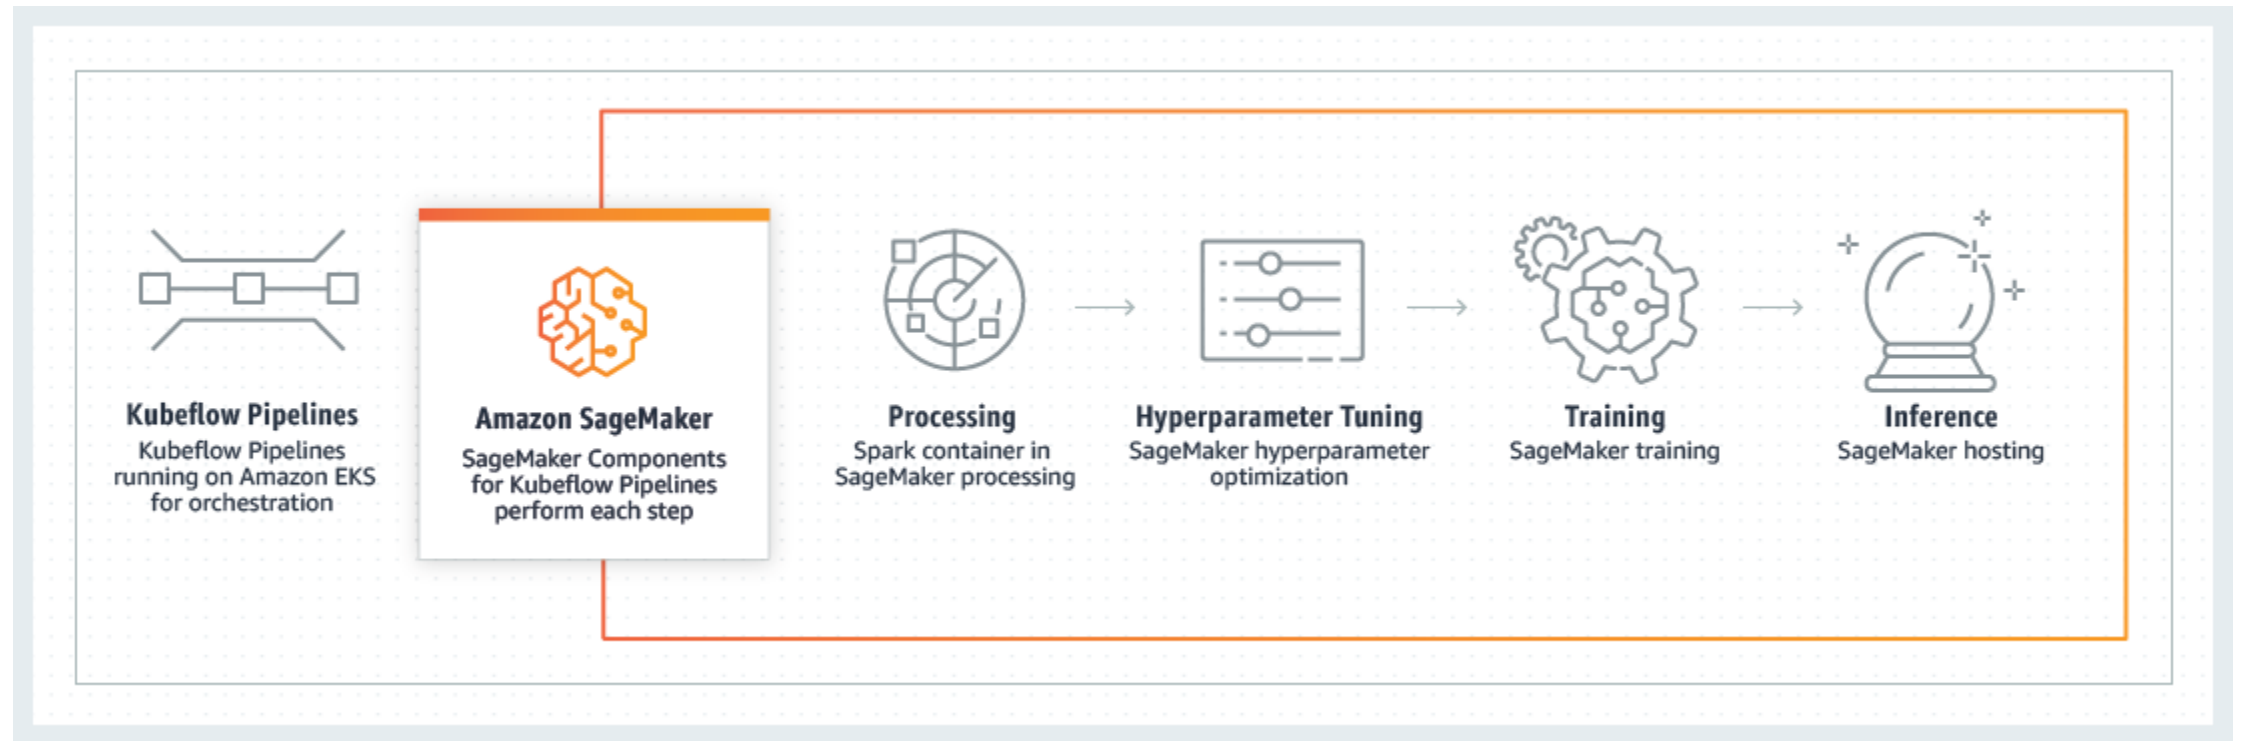 Kubeflow Pipelines
Kubeflow Pipelines
running on Amazon EKS
for orchestration
Amazon SageMaker
SageMaker Components
for Kubeflow Pipelines
perform each step
Processing
Spark container in
SageMaker processing
Hyperparameter Tuning
SageMaker hyperparameter
optimization
Training
SageMaker training
Inference
SageMaker hosting